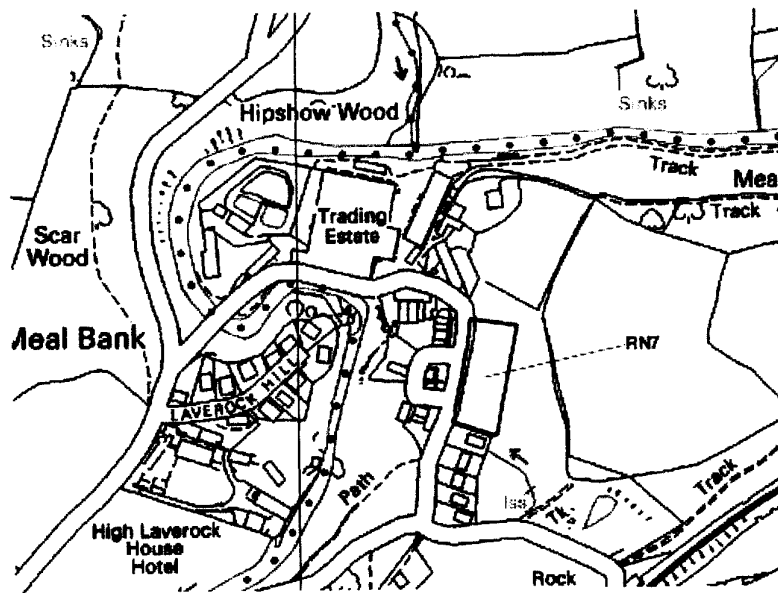 Sinks
Hipshow Wood
Sinks
Track
Mea
Track
Trading
Estate
Scar
Wood
Meal Bank
RN7
LAVEROCK HILL
Path
Iss
Tk
Track
High Laverock
House
Hotel
Rock